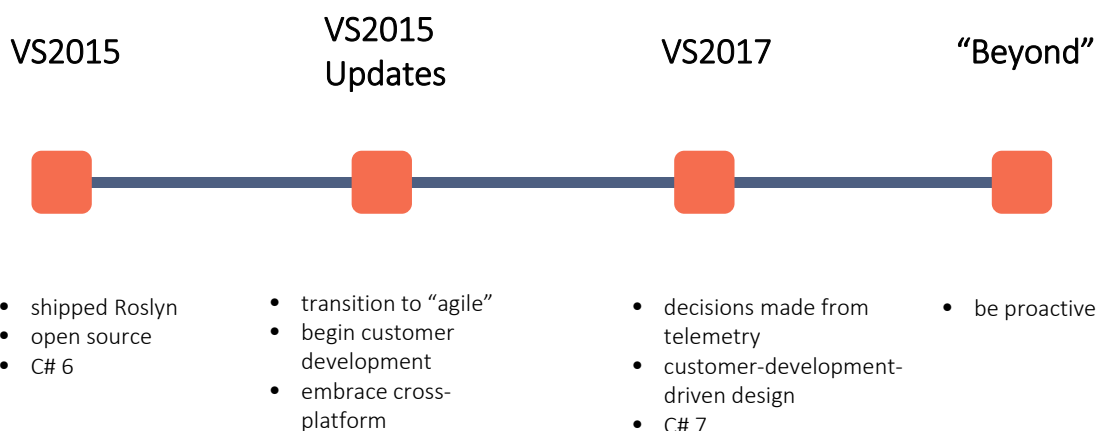 VS2015
VS2015
Updates
VS2017
“Beyond”
• shipped Roslyn
• open source
• C# 6
• transition to “agile”
• begin customer
development
• embrace cross-
platform
• decisions made from
telemetry
• customer-development-
driven design
• C# 7
• be proactive